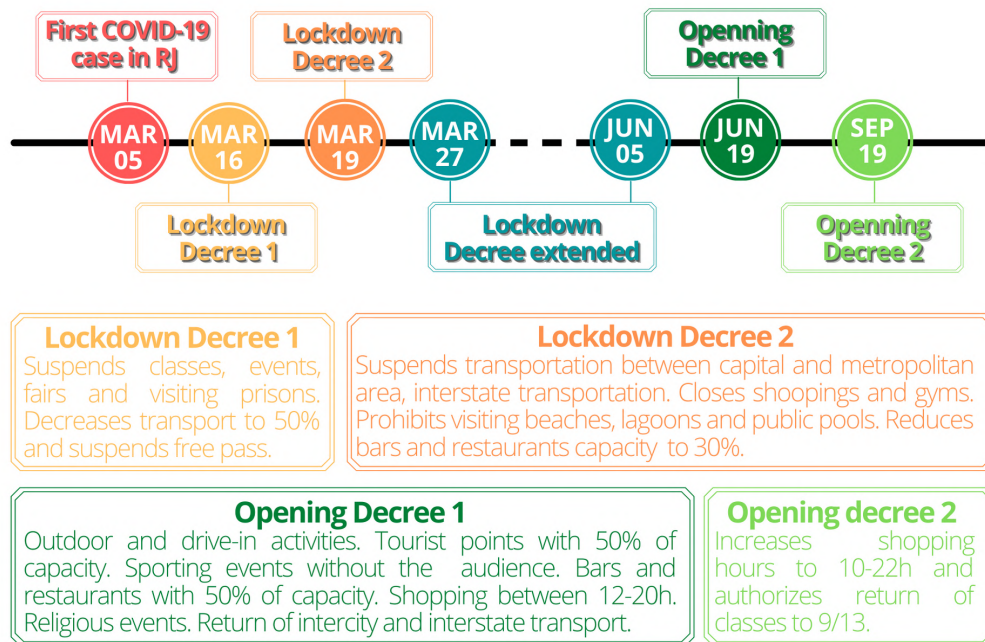 First COVID-19
case in RJ
Lockdown
Decree 2
Openning
Decree 1
MAR
05
MAR
16
MAR
19
MAR
27
JUN
05
JUN
19
SEP
19
Lockdown
Decree 1
Lockdown
Decree extended
Openning
Decree 2
Lockdown Decree 1
Suspends classes, events,
fairs and visiting prisons.
Decreases transport to 50%
and suspends free pass.
Lockdown Decree 2
Suspends transportation between capital and metropolitan
area, interstate transportation. Closes shoopings and gyms.
Prohibits visiting beaches, lagoons and public pools. Reduces
bars and restaurants capacity to 30%.
Opening Decree 1
Outdoor and drive-in activities. Tourist points with 50% of
capacity. Sporting events without the audience. Bars and
restaurants with 50% of capacity. Shopping between 12-20h.
Religious events. Return of intercity and interstate transport.
Opening decree 2
Increases shopping
hours to 10-22h and
authorizes return of
classes to 9/13.